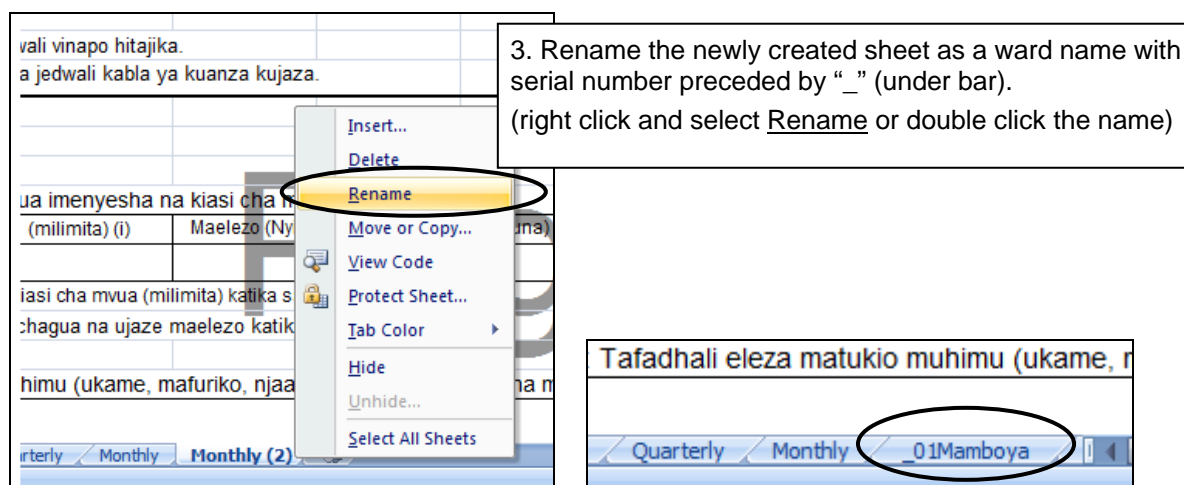 vali vinapo hitajika.
a jedwali kabla ya kuanza kujaza.
3. Rename the newly created sheet as a ward name with
serial number preceded by “_” (under bar).
(right click and select Rename or double click the name)
Insert...
Delete
Rename
Move or Copy...
View Code
Protect Sheet...
Tab Color
Hide
Unhide...
Select All Sheets
ua imenyesha na kiasi cha
(milimita) (i) Maelezo
iasi cha mvua (milimita) katika s
chagua na ujaze maelezo katik
himu (ukame, mafuriko, njaa
rterly Monthly Monthly (2)
Tafadhali eleza matukio muhimu (ukame,
Quarterly Monthly _01Mamboya